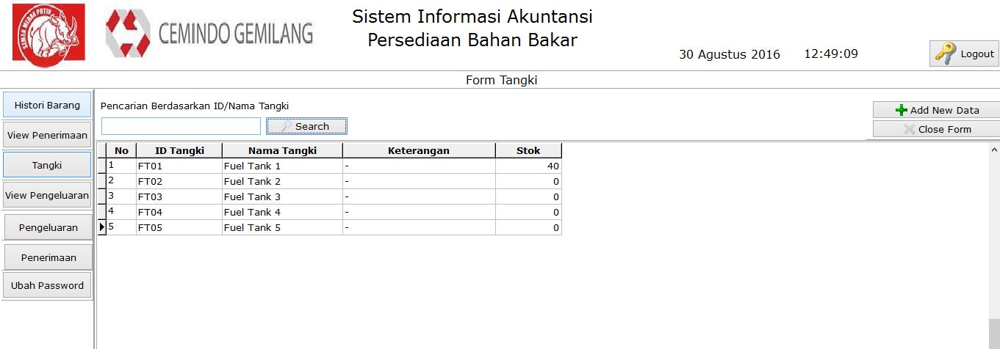 SEMEN MERAH PUTIH
CEMINDO GEMILANG
Sistem Informasi Akuntansi
Persediaan Bahan Bakar
30 Agustus 2016 12:49:09
Logout
Form Tangki
Histori Barang
View Penerimaan
Tangki
View Pengeluaran
Pengeluaran
Penerimaan
Ubah Password
Pencarian Berdasarkan ID/Nama Tangki
Search
Add New Data
Close Form
No ID Tangki Nama Tangki Keterangan Stok
1 FT01 Fuel Tank 1 - 40
2 FT02 Fuel Tank 2 - 0
3 FT03 Fuel Tank 3 - 0
4 FT04 Fuel Tank 4 - 0
5 FT05 Fuel Tank 5 - 0